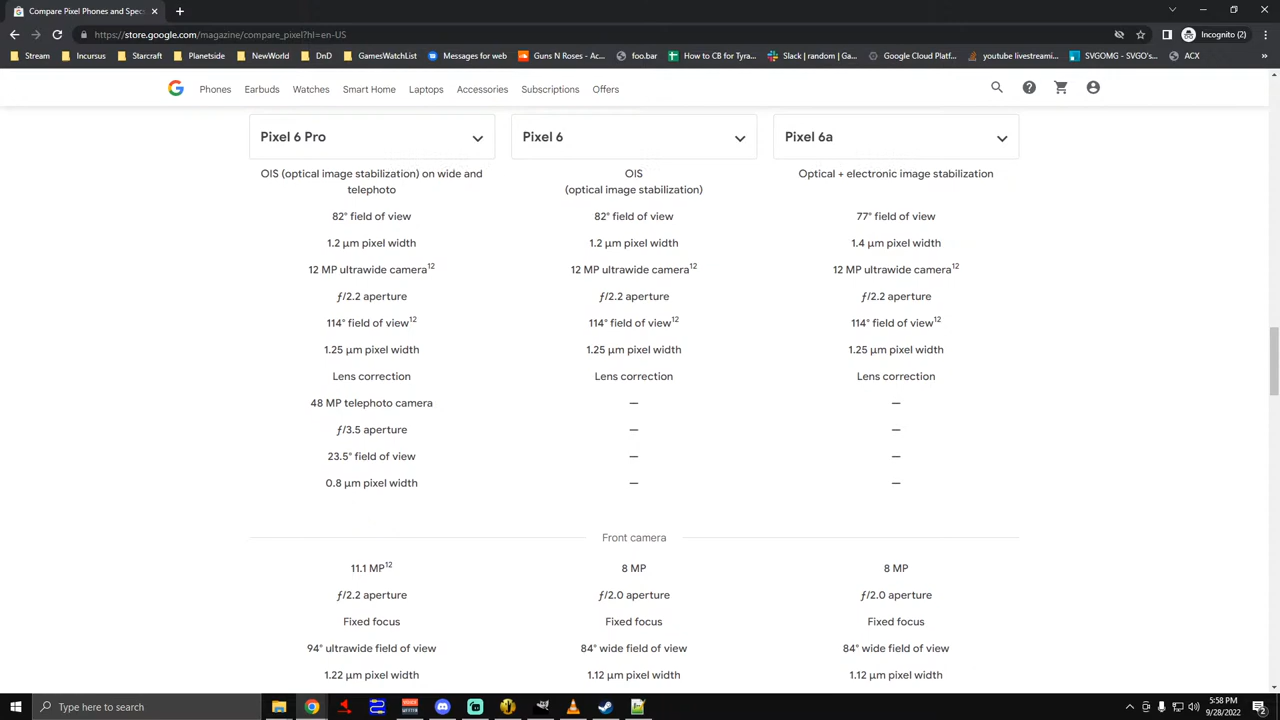 Compare Pixel Phones and Spec
store.google.com/magazine/compare_pixel?hl=en-US
Incognito (2)
Stream
Incursus
Starcraft
Planetside
NewWorld
DnD
GamesWatchList
Messages for web
Guns N Roses - Ac...
foo.bar
How to CB for Tyra...
Slack | random | Ga...
Google Cloud Platf...
youtube livestreami...
SVGOMG - SVGO's...
ACX
Phones
Earbuds
Watches
Smart Home
Laptops
Accessories
Subscriptions
Offers
Pixel 6 Pro
Pixel 6
Pixel 6a
OIS (optical image stabilization) on wide and
telephoto
OIS
(optical image stabilization)
Optical + electronic image stabilization
82° field of view
82° field of view
77° field of view
1.2 μm pixel width
1.2 μm pixel width
1.4 μm pixel width
12 MP ultrawide camera12
12 MP ultrawide camera12
12 MP ultrawide camera12
ƒ/2.2 aperture
ƒ/2.2 aperture
ƒ/2.2 aperture
114° field of view12
114° field of view12
114° field of view12
1.25 μm pixel width
1.25 μm pixel width
1.25 μm pixel width
Lens correction
Lens correction
Lens correction
48 MP telephoto camera
—
—
ƒ/3.5 aperture
—
—
23.5° field of view
—
—
0.8 μm pixel width
—
—
Front camera
11.1 MP12
8 MP
8 MP
ƒ/2.2 aperture
ƒ/2.0 aperture
ƒ/2.0 aperture
Fixed focus
Fixed focus
Fixed focus
94° ultrawide field of view
84° wide field of view
84° wide field of view
1.22 μm pixel width
1.12 μm pixel width
1.12 μm pixel width
Type here to search
5:58 PM
9/28/2022